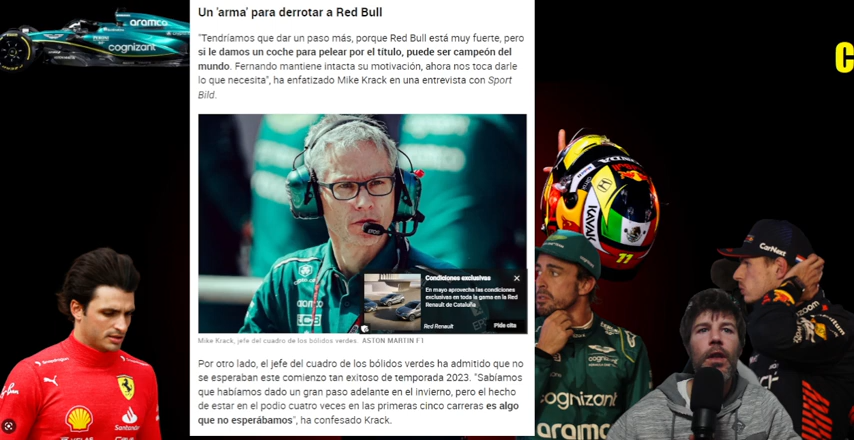 Un 'arma' para derrotar a Red Bull
"Tendríamos que dar un paso más, porque Red Bull está muy fuerte, pero
si le damos un coche para pelear por el título, puede ser campeón del
mundo. Fernando mantiene intacta su motivación, ahora nos toca darle
lo que necesita", ha enfatizado Mike Krack en una entrevista con Sport
Bild.
Condiciones exclusivas
En mayo aprovecha las condiciones
exclusivas en toda la gama en la Red
Renault de Cataluña
Red Renault
Pide cita
Mike Krack, jefe del cuadro de los bólidos verdes. ASTON MARTIN F1
Por otro lado, el jefe del cuadro de los bólidos verdes ha admitido que no
se esperaban este comienzo tan exitoso de temporada 2023. "Sabíamos
que habíamos dado un gran paso adelante en el invierno, pero el hecho
de estar en el podio cuatro veces en las primeras cinco carreras es algo
que no esperábamos", ha confesado Krack.
aramco
cognizant
C
HONDA
KAVAK
11
CarNext
zoom
Santander
cognizant
aramco